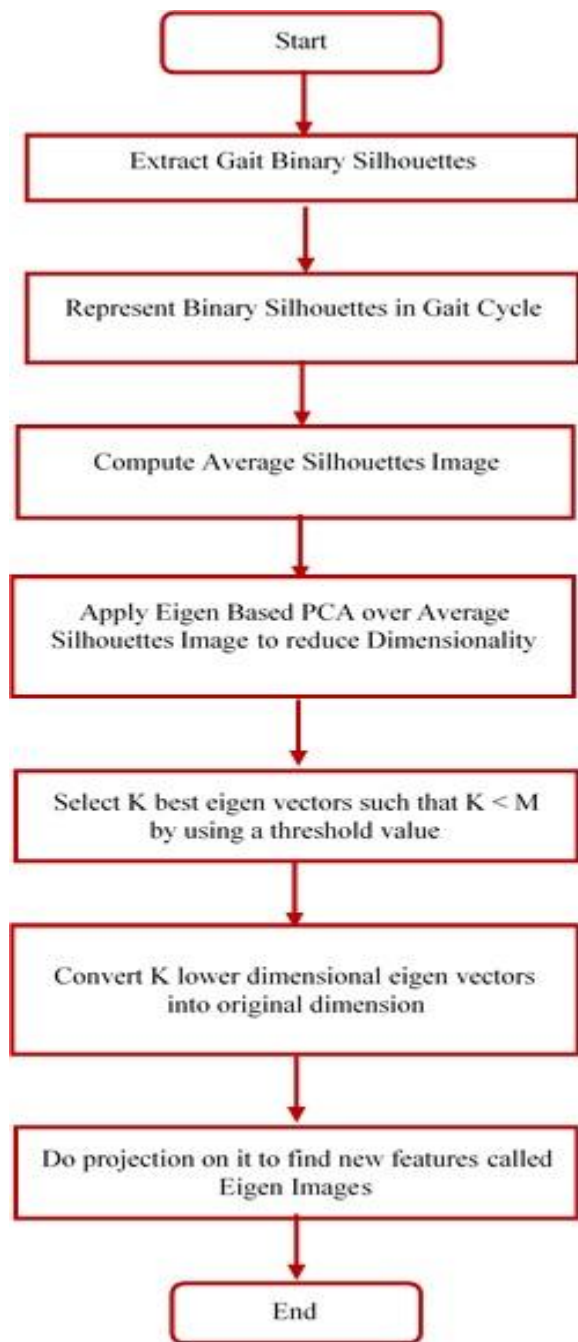 Start
Extract Gait Binary Silhouettes
Represent Binary Silhouettes in Gait Cycle
Compute Average Silhouettes Image
Apply Eigen Based PCA over Average
Silhouettes Image to reduce Dimensionality
Select K best eigen vectors such that K < M
by using a threshold value
Convert K lower dimensional eigen vectors
into original dimension
Do projection on it to find new features called
Eigen Images
End